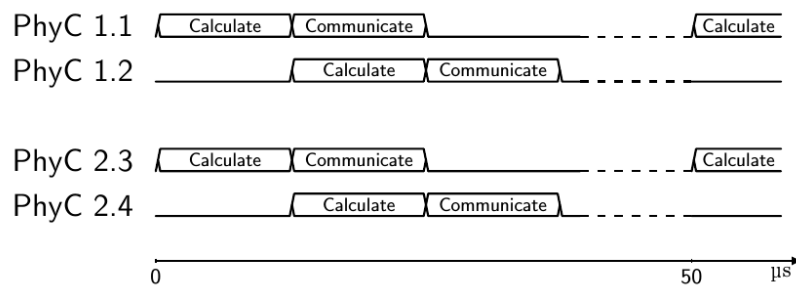 PhyC 1.1 Calculate Communicate Calculate
PhyC 1.2 Calculate Communicate
PhyC 2.3 Calculate Communicate Calculate
PhyC 2.4 Calculate Communicate
0 50 µs